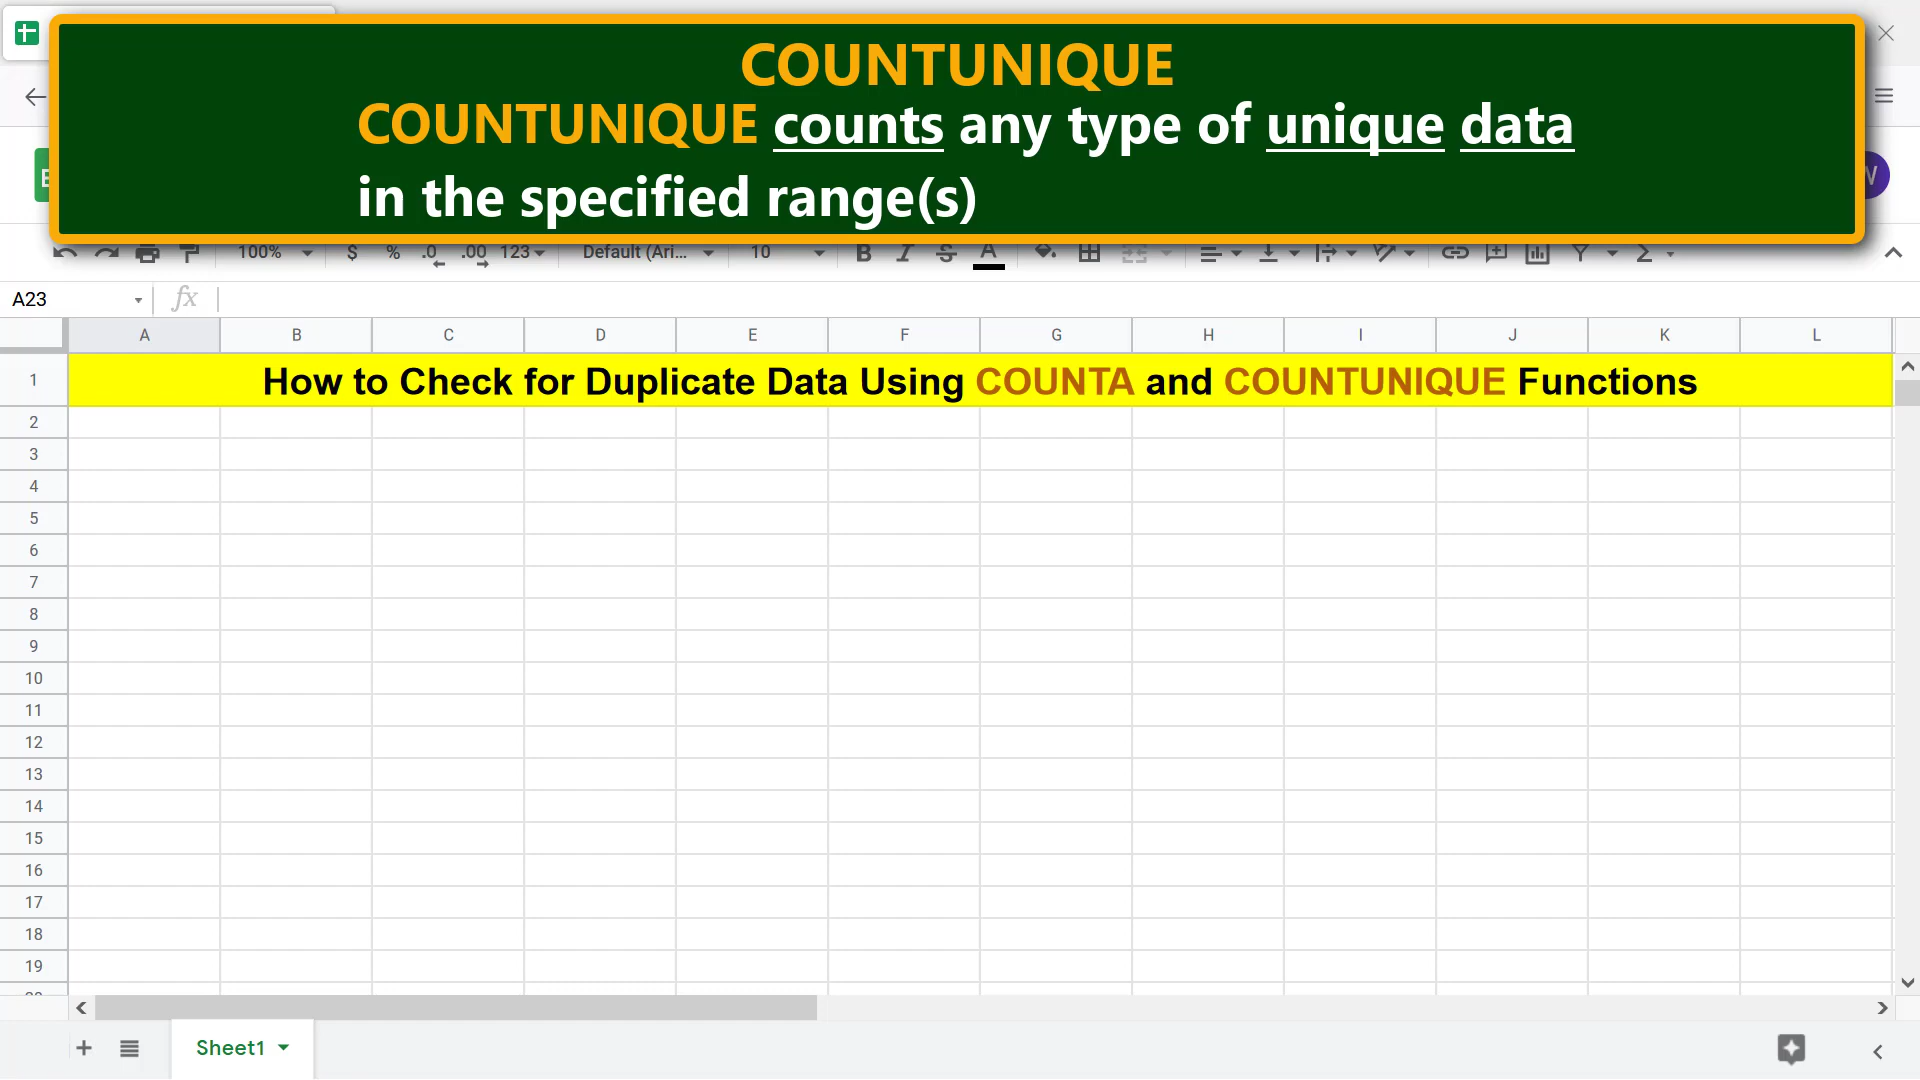 COUNTUNIQUE
COUNTUNIQUE counts any type of unique data
in the specified range(s)
100% $ % .0 .00 123 Default (Ari... 10 B I S A
A23 fx
A B C D E F G H I J K L
1 How to Check for Duplicate Data Using COUNTA and COUNTUNIQUE Functions
2
3
4
5
6
7
8
9
10
11
12
13
14
15
16
17
18
19
Sheet1